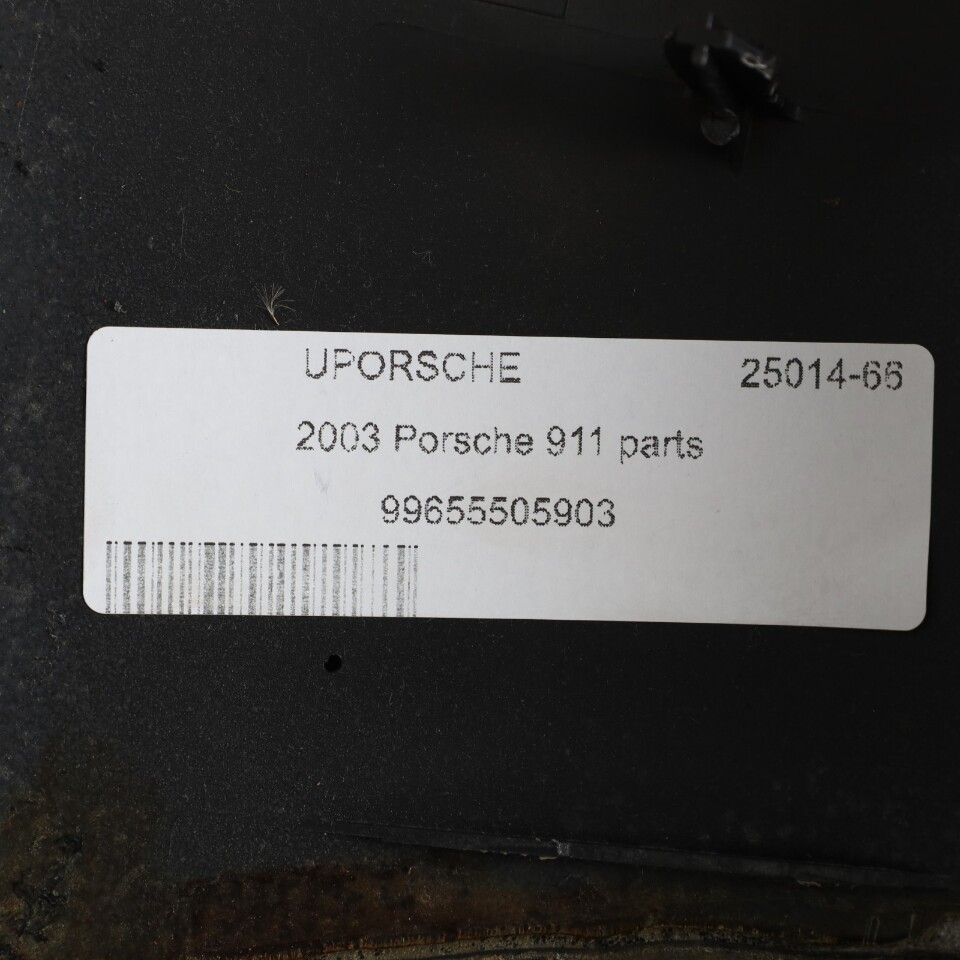 UPORSCHE 25014-66
2003 Porsche 911 parts
99655505903